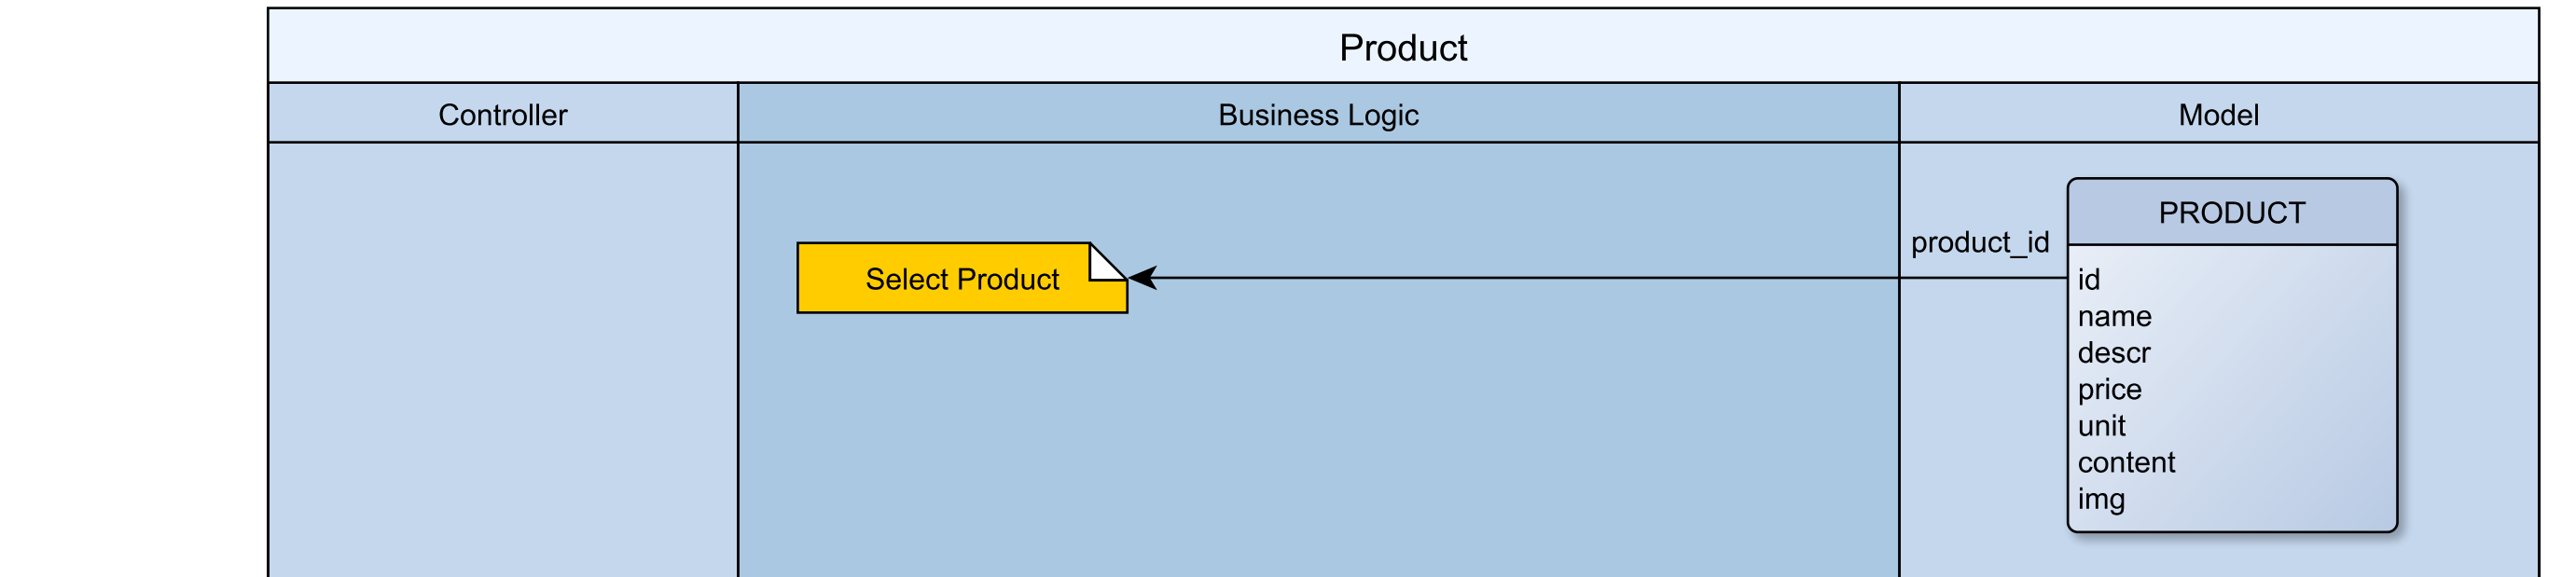 Product
Controller
Business Logic
Model
Select Product
product_id
PRODUCT
id
name
descr
price
unit
content
img